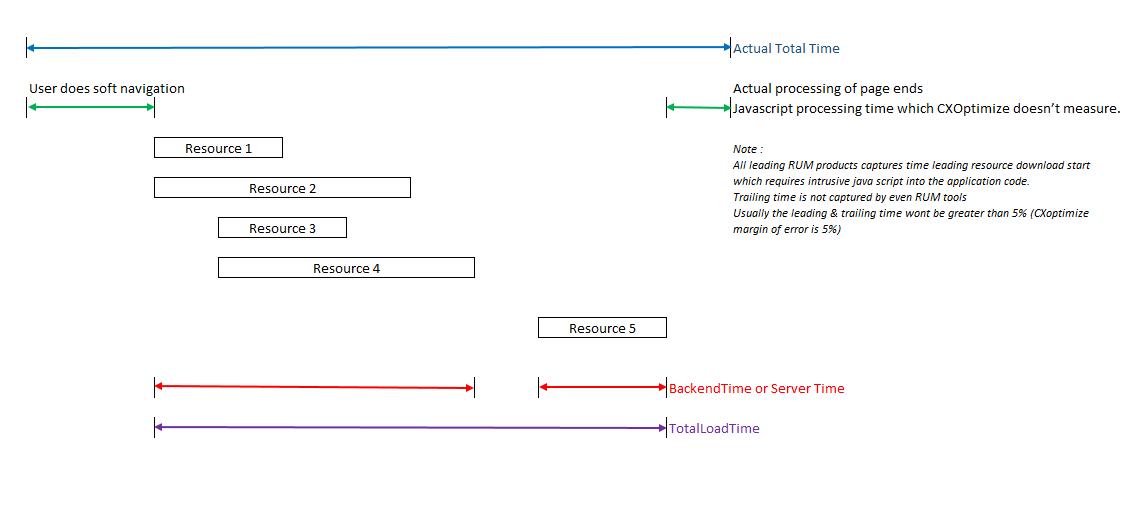 Actual Total Time
User does soft navigation
Actual processing of page ends
Javascript processing time which CXOptimize doesn't measure.
Resource 1
Note :
All leading RUM products captures time leading resource download start
which requires intrusive java script into the application code.
Trailing time is not captured by even RUM tools
Usually the leading & trailing time wont be greater than 5% (CXoptimize
margin of error is 5%)
Resource 2
Resource 3
Resource 4
Resource 5
BackendTime or Server Time
TotalLoadTime